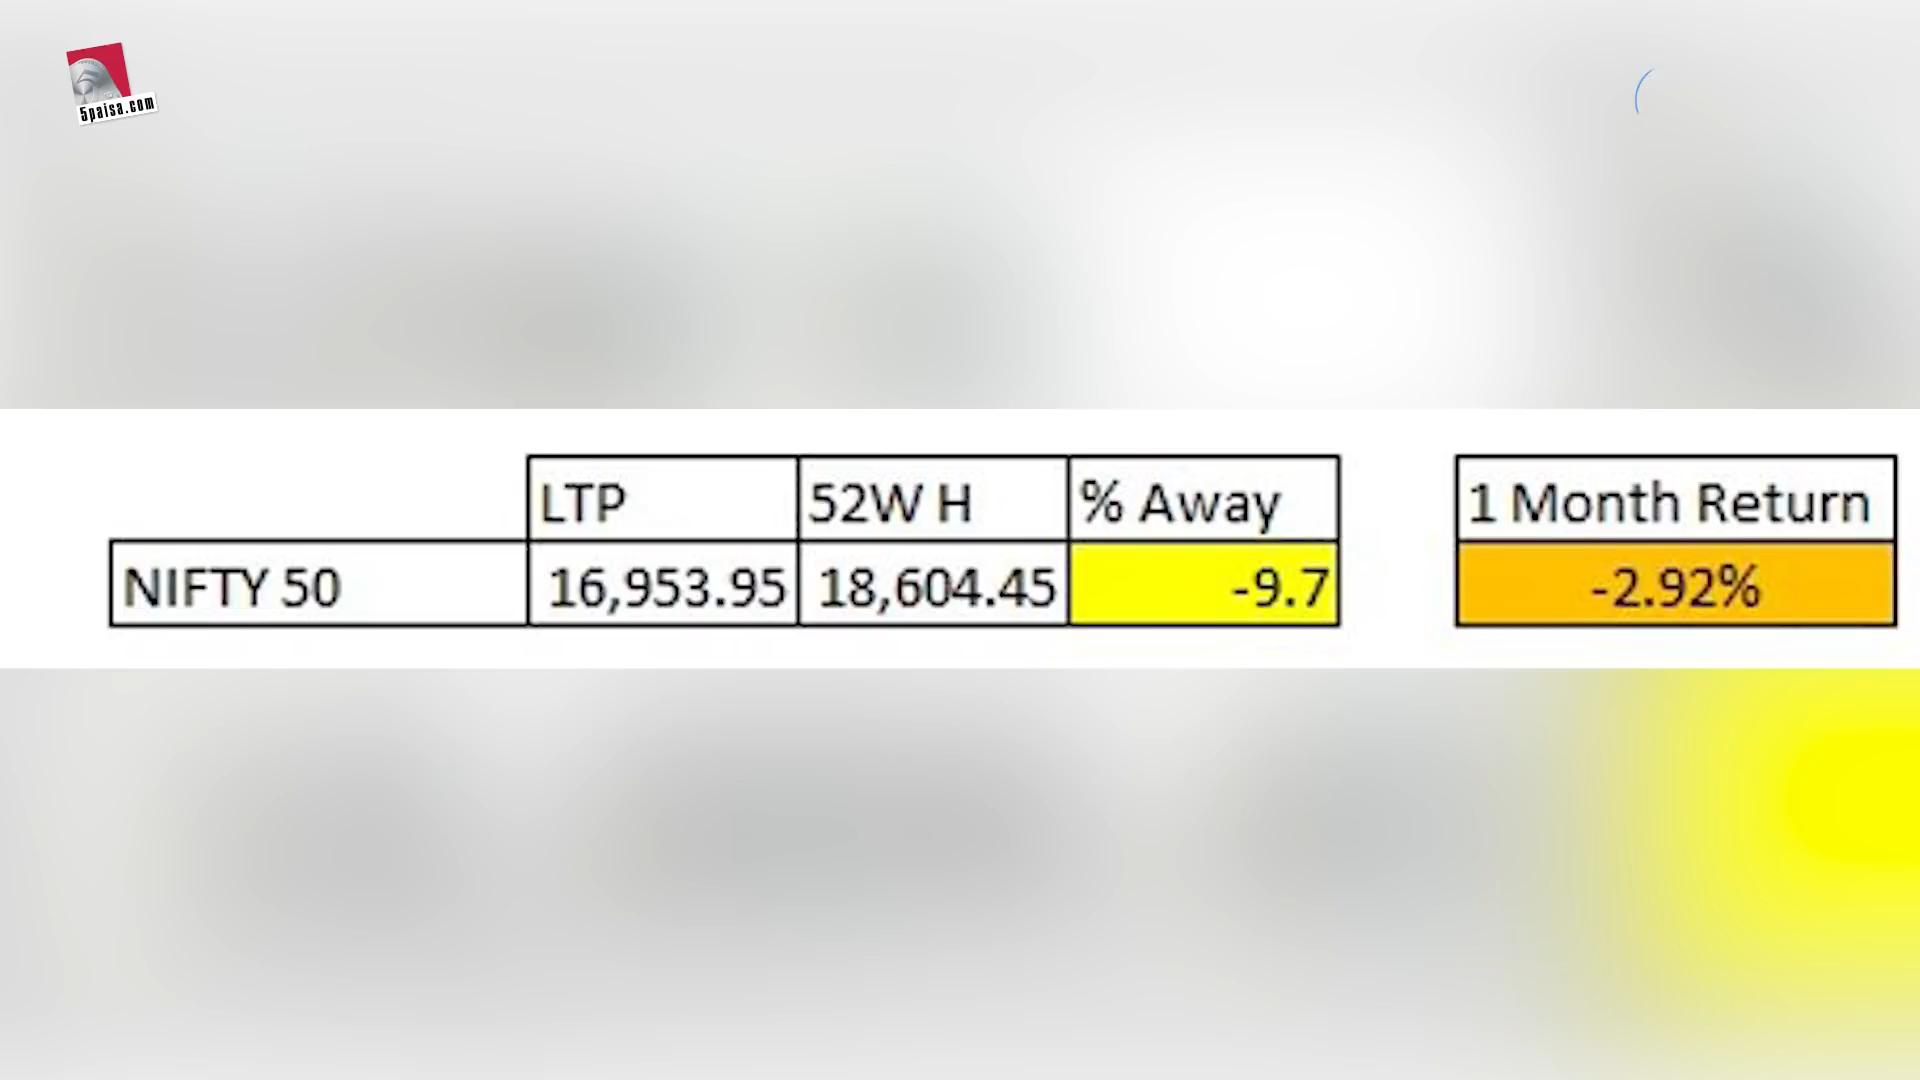 5paisa.com
LTP 52W H % Away 1 Month Return
NIFTY 50 16,953.95 18,604.45 -9.7 -2.92%